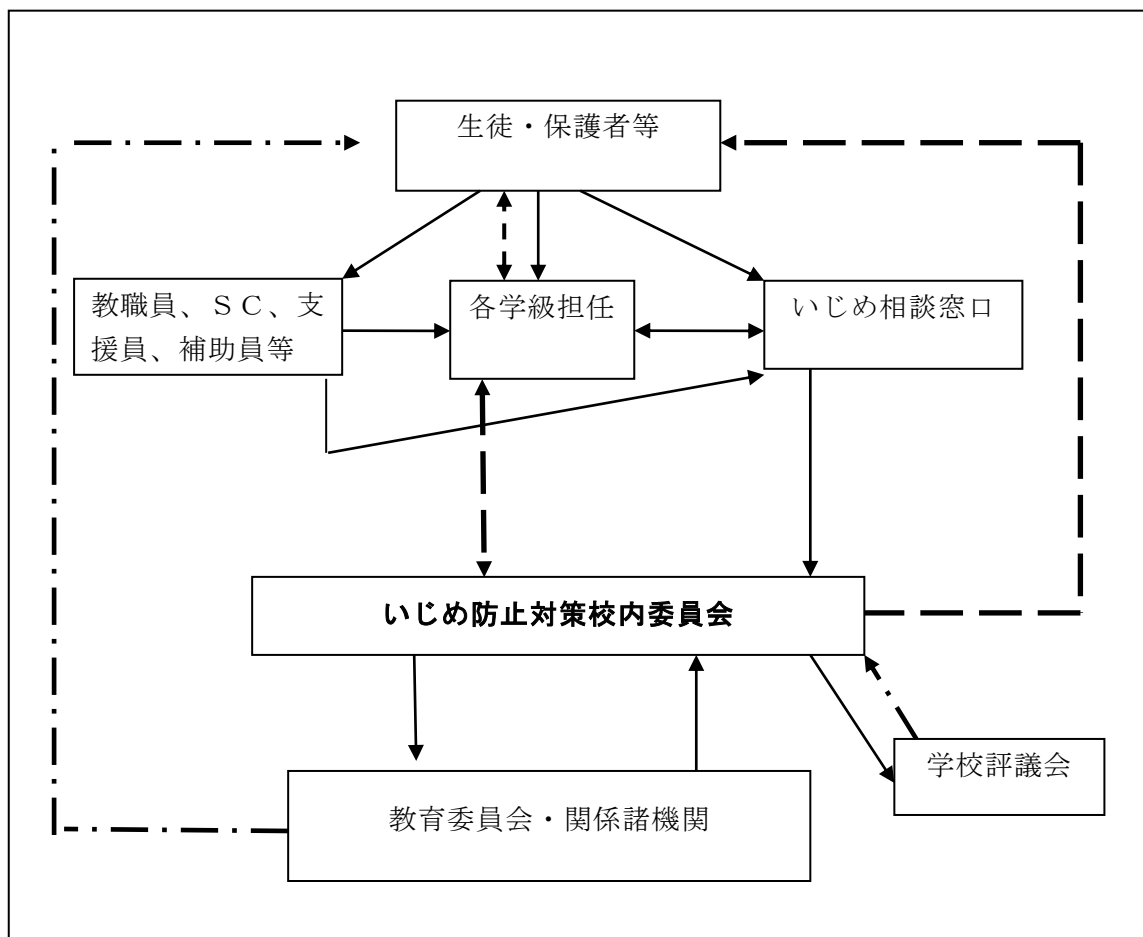 生徒・保護者等
教職員、ＳＣ、支
援員、補助員等
各学級担任
いじめ相談窓口
いじめ防止対策校内委員会
学校評議会
教育委員会・関係諸機関